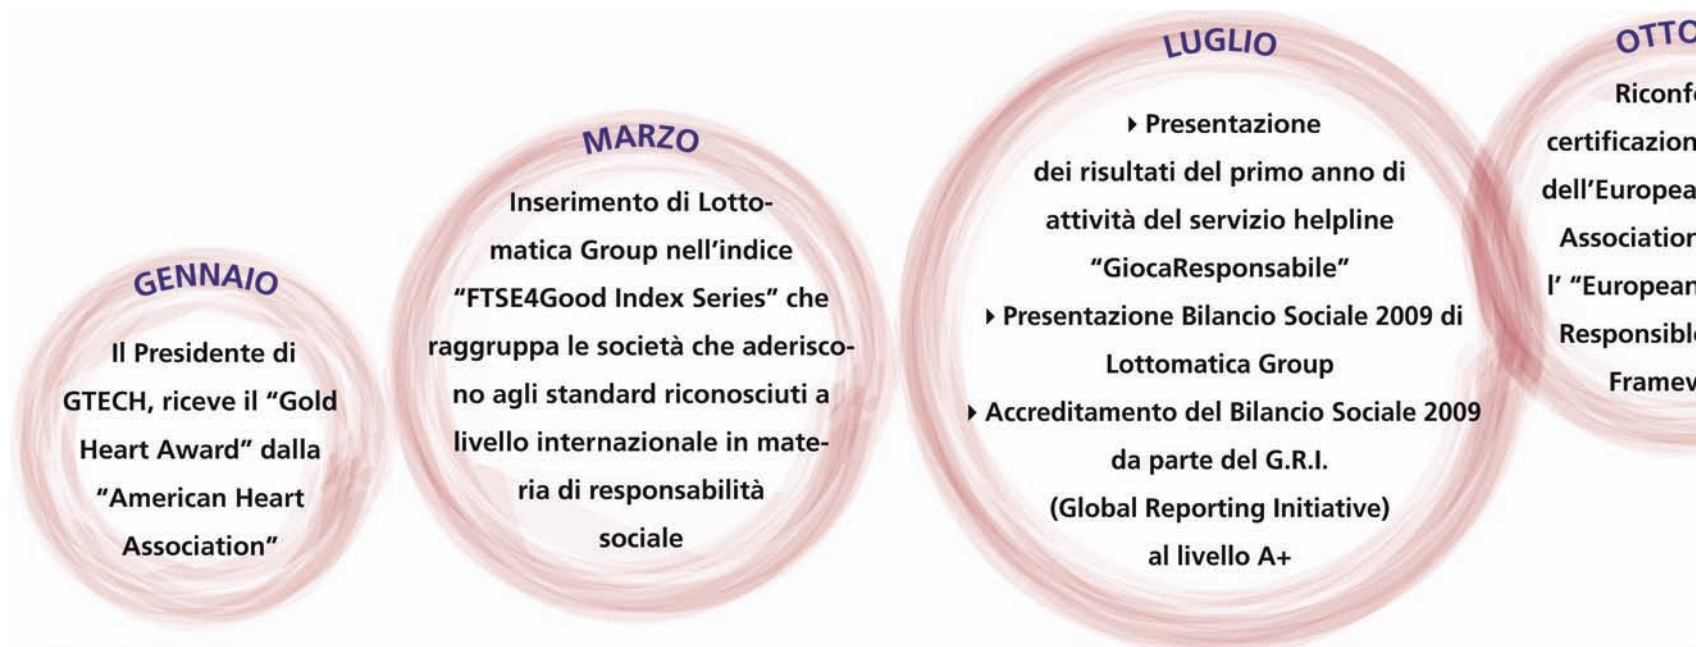 GENNAIO
Il Presidente di
GTECH, riceve il “Gold
Heart Award” dalla
“American Heart
Association”
MARZO
Inserimento di Lotto-
matica Group nell’indice
“FTSE4Good Index Series” che
raggruppa le società che aderisco-
no agli standard riconosciuti a
livello internazionale in mate-
ria di responsabilità
sociale
LUGLIO
Presentazione
dei risultati del primo anno di
attività del servizio helpline
“GiocaResponsabile”
Presentazione Bilancio Sociale 2009 di
Lottomatica Group
Accreditamento del Bilancio Sociale 2009
da parte del G.R.I.
(Global Reporting Initiative)
al livello A+
l’ “European